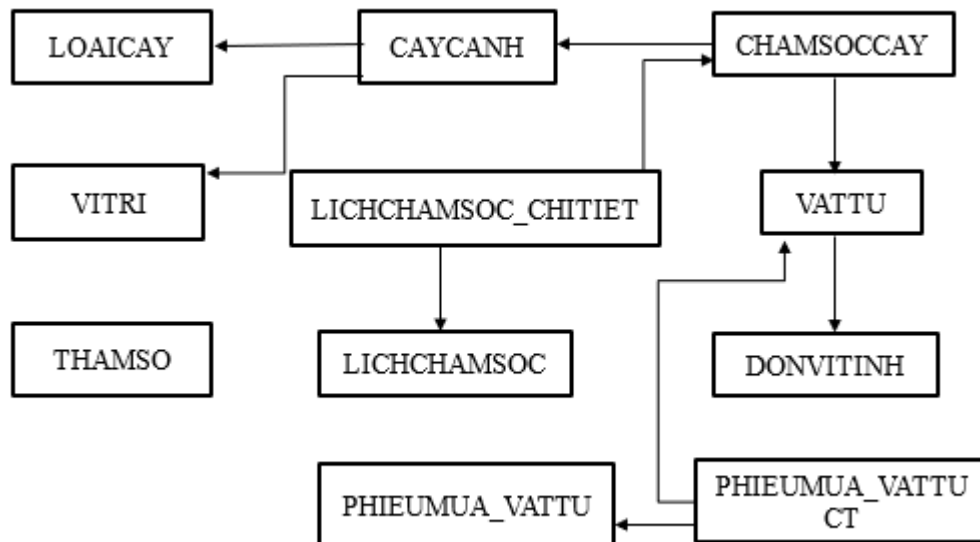 LOAICAY
CAYCANH
CHAMSOCCAY
VITRI
LICHCHAMSOC_CHITIET
VATTU
THAMSO
LICHCHAMSOC
DONVITINH
PHIEUMUA_VATTU
PHIEUMUA_VATTU
CT